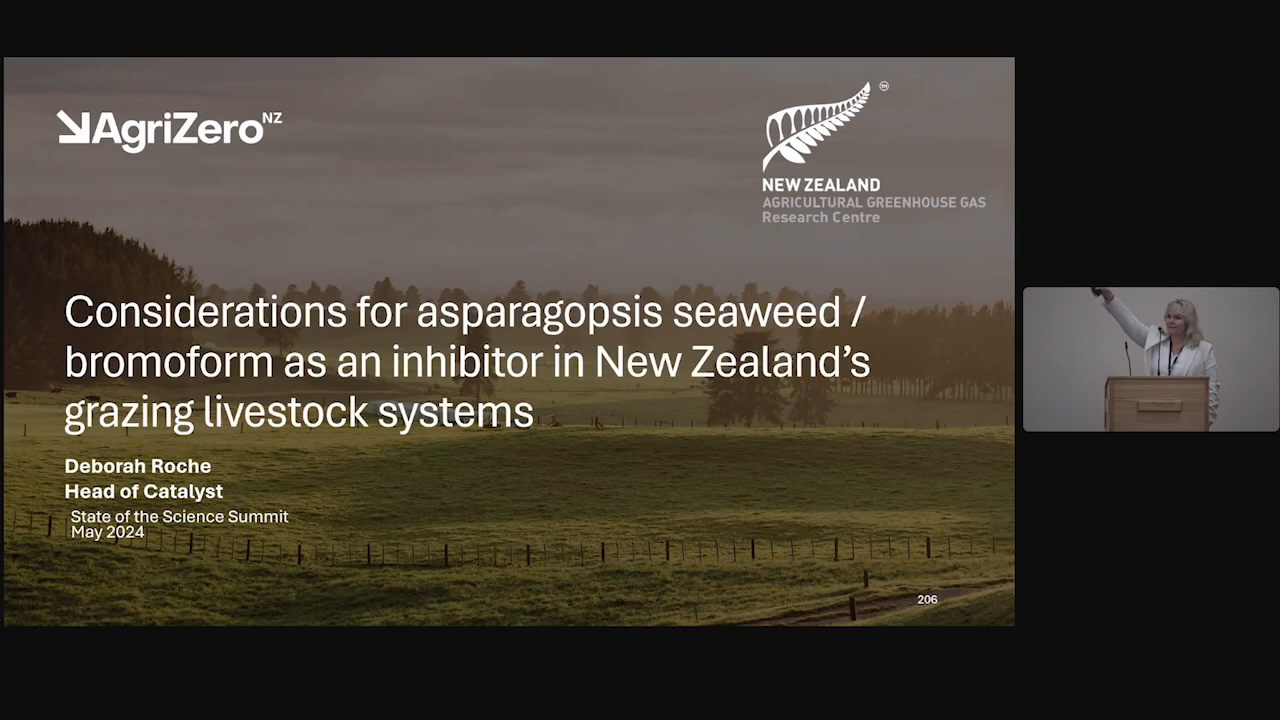 AgriZero NZ
TM
NEW ZEALAND
AGRICULTURAL GREENHOUSE GAS
Research Centre
Considerations for asparagopsis seaweed /
bromoform as an inhibitor in New Zealand's
grazing livestock systems
Deborah Roche
Head of Catalyst
State of the Science Summit
May 2024
206